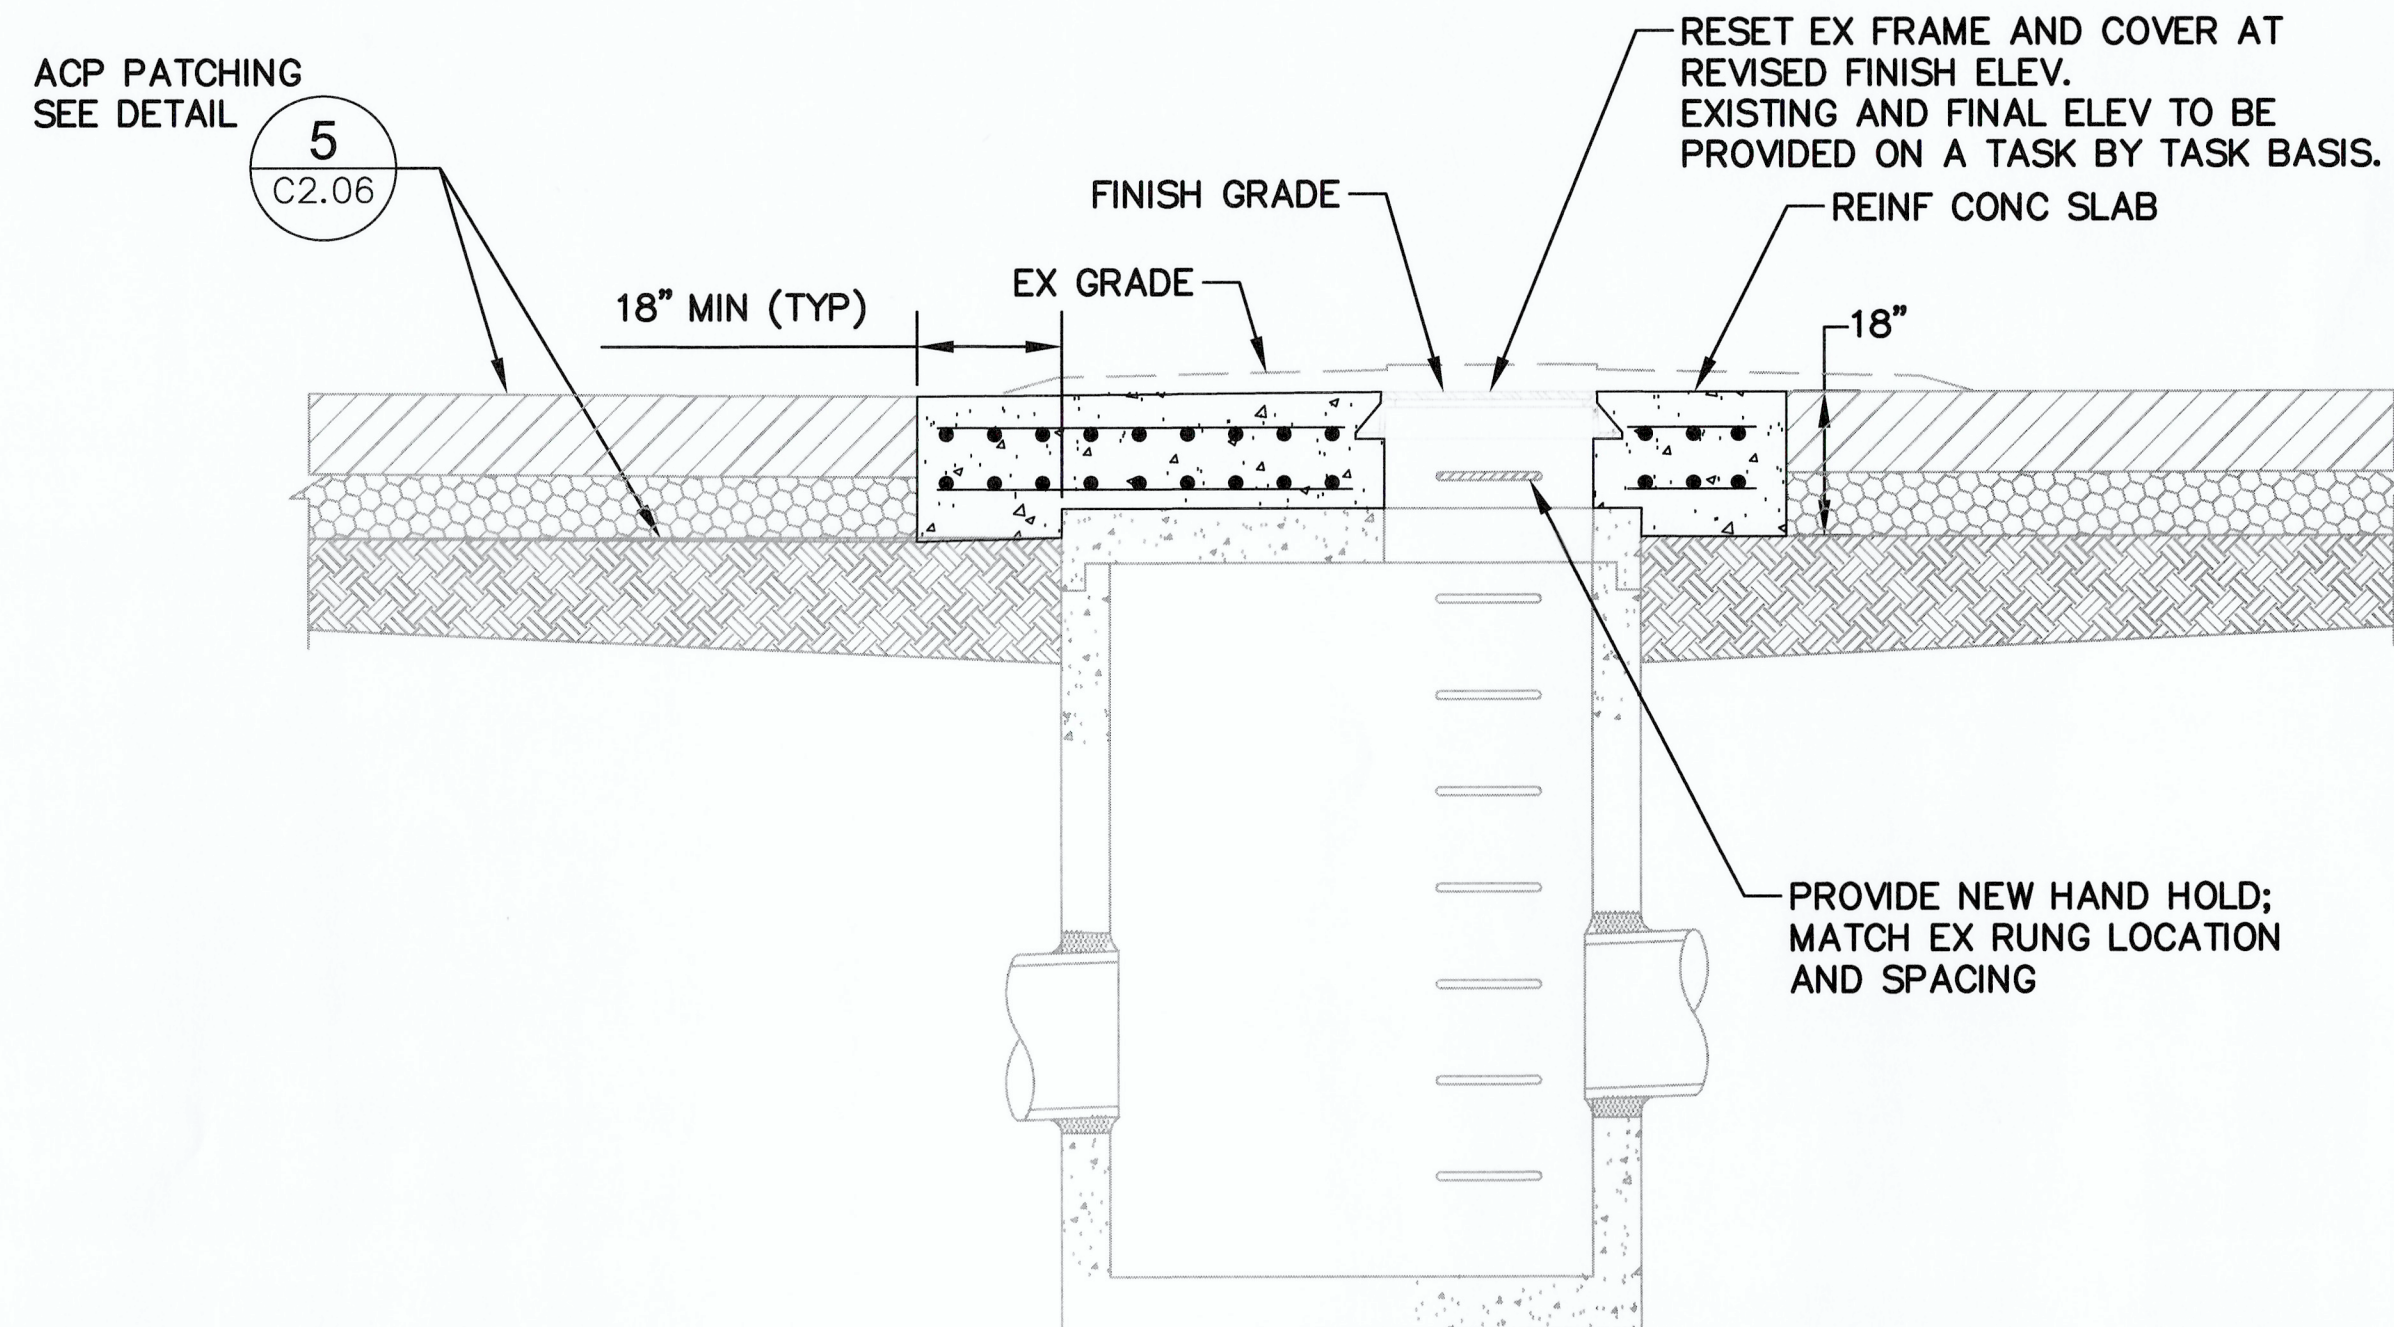 ACP PATCHING
SEE DETAIL
5
C2.06
RESET EX FRAME AND COVER AT
REVISED FINISH ELEV.
EXISTING AND FINAL ELEV TO BE
PROVIDED ON A TASK BY TASK BASIS.
FINISH GRADE
REINF CONC SLAB
EX GRADE
18" MIN (TYP)
18"
PROVIDE NEW HAND HOLD;
MATCH EX RUNG LOCATION
AND SPACING